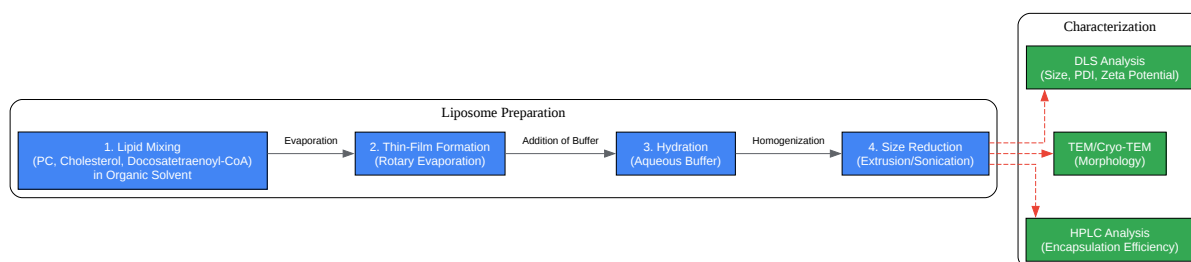 Characterization
DLS Analysis
(Size, PDI, Zeta Potential)
Liposome Preparation
1. Lipid Mixing
(PC, Cholesterol, Docosatetraenoyl-CoA)
in Organic Solvent
Evaporation
2. Thin-Film Formation
(Rotary Evaporation)
Addition of Buffer
3. Hydration
(Aqueous Buffer)
Homogenization
4. Size Reduction
(Extrusion/Sonication)
TEM/Cryo-TEM
(Morphology)
HPLC Analysis
(Encapsulation Efficiency)